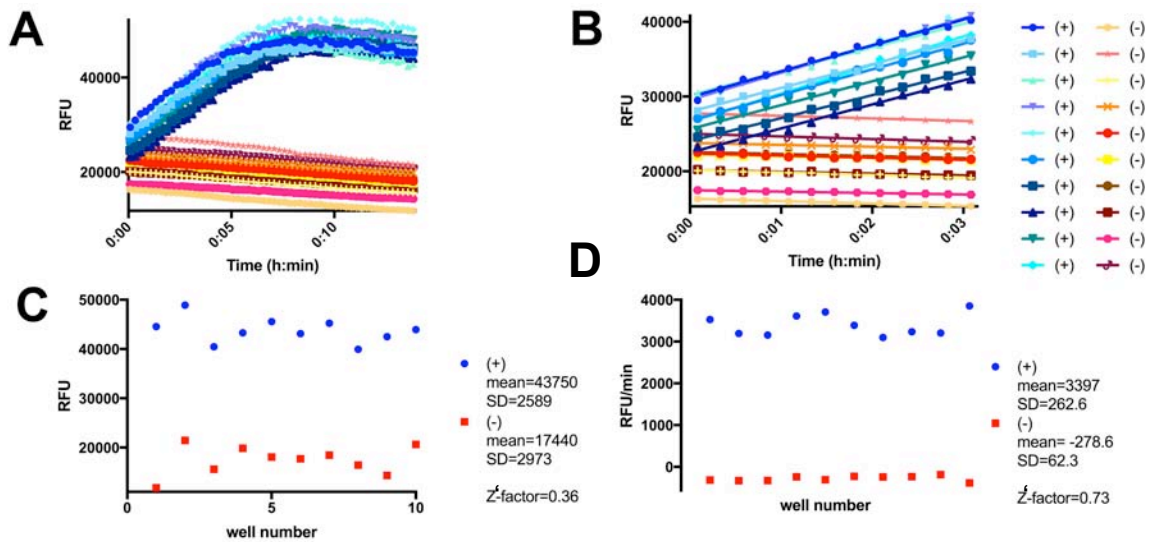 A
RFU
40000
20000
0:00
0:05
0:10
Time (h:min)
B
RFU
40000
30000
20000
0:00
0:01
0:02
0:03
Time (h:min)
(+) (-)
(+) (-)
(+) (-)
(+) (-)
(+) (-)
(+) (-)
(+) (-)
(+) (-)
(+) (-)
(+) (-)
C
RFU
50000
40000
30000
20000
0
5
10
well number
(+)
mean=43750
SD=2589
(-)
mean=17440
SD=2973
Z'-factor=0.36
D
RFU/min
4000
3000
2000
1000
0
well number
(+)
mean=3397
SD=262.6
(-)
mean= -278.6
SD=62.3
Z'-factor=0.73